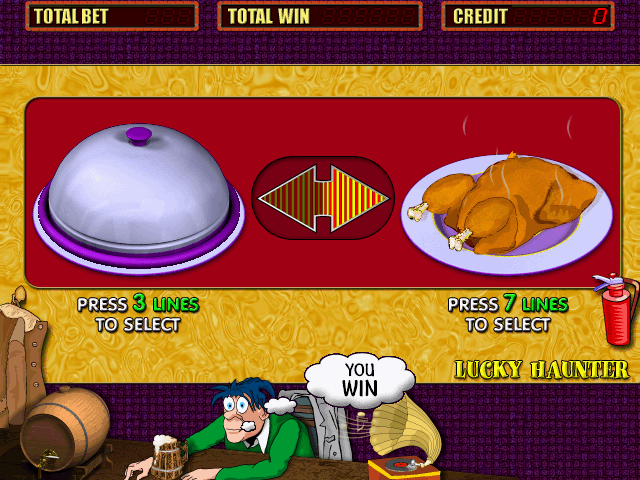 TOTAL BET
TOTAL WIN
CREDIT 0
PRESS 3 LINES
TO SELECT
PRESS 7 LINES
TO SELECT
LUCKY HAUNTER
YOU
WIN